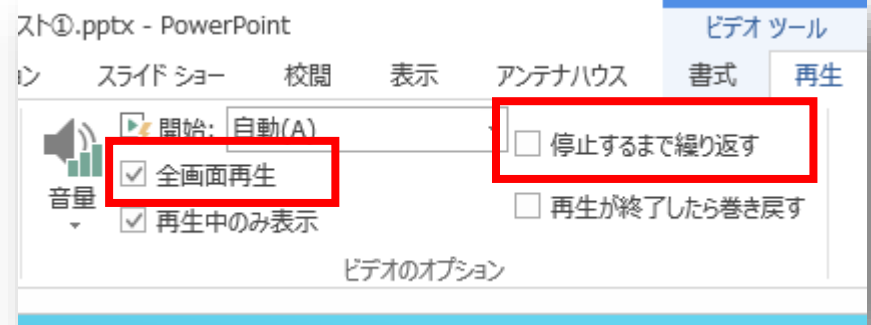 スト①.pptx - PowerPoint
ビデオ ツール
ョン スライド ショー 校閲 表示 アンテナハウス 書式 再生
開始: 自動(A)
停止するまで繰り返す
全画面再生
音量
再生が終了したら巻き戻す
再生中のみ表示
ビデオのオプション